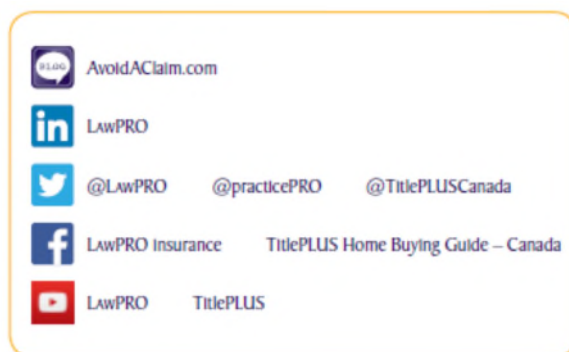 BLOG AvoidAClaim.com
in LAWPRO
@LAWPRO @practicePRO @TitlePLUSCanada
f LAWPRO insurance TitlePLUS Home Buying Guide – Canada
LAWPRO TitlePLUS